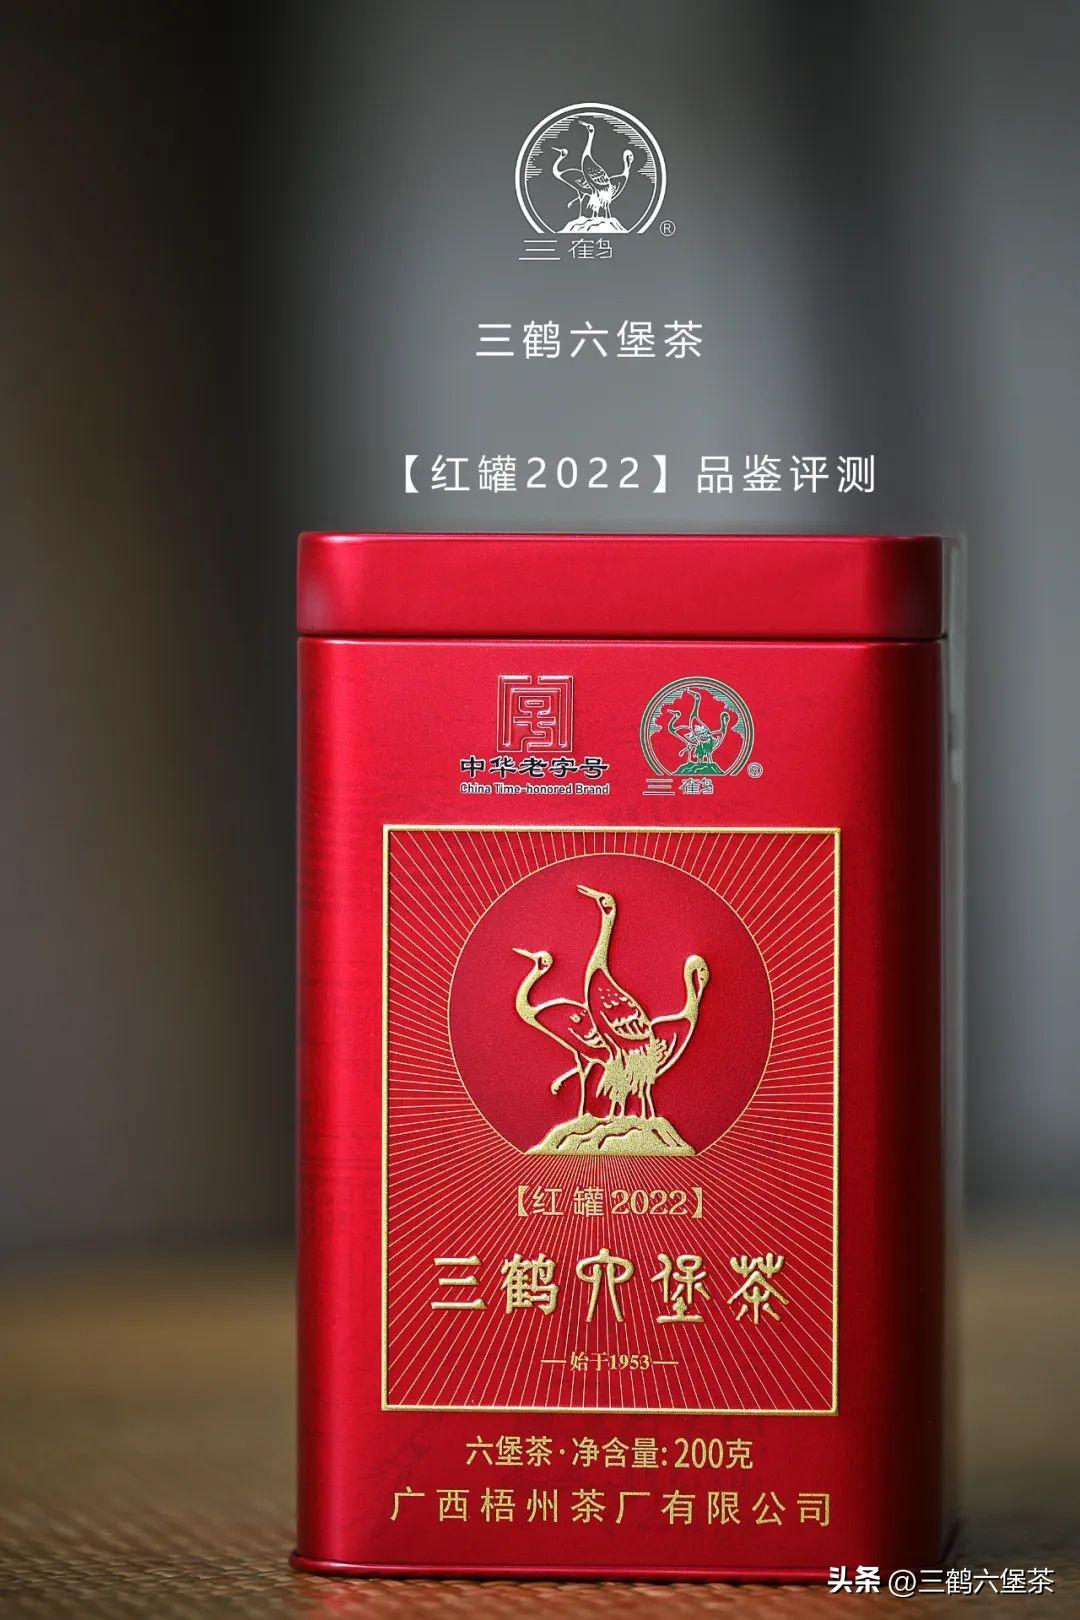 三鹤
®
三鹤六堡茶
【红罐2022】品鉴评测
中华老字号
China Time-honored Brand
三鹤
®
【红罐2022】
三鹤六堡茶
始于1953
六堡茶·净含量:200克
广西梧州茶厂有限公司
头条 @三鹤六堡茶